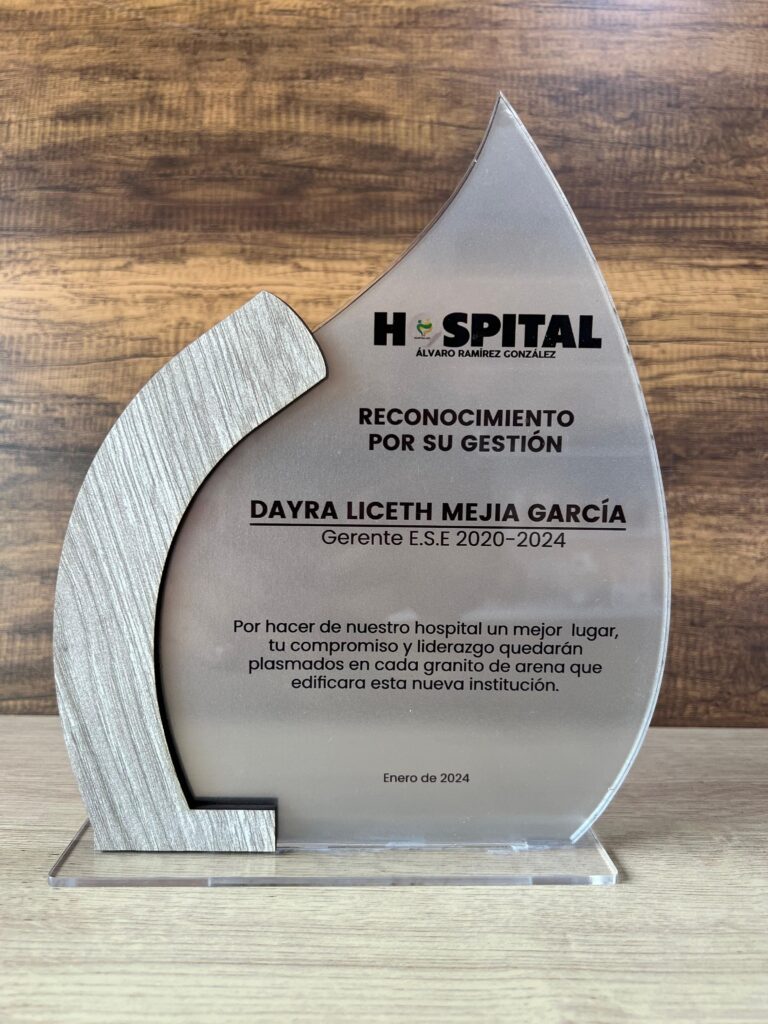 HOSPITAL
ÁLVARO RAMÍREZ GONZÁLEZ
RECONOCIMIENTO
POR SU GESTIÓN
DAYRA LICETH MEJIA GARCÍA
Gerente E.S.E 2020-2024
Por hacer de nuestro hospital un mejor lugar,
tu compromiso y liderazgo quedarán
plasmados en cada granito de arena que
edificara esta nueva institución.
Enero de 2024